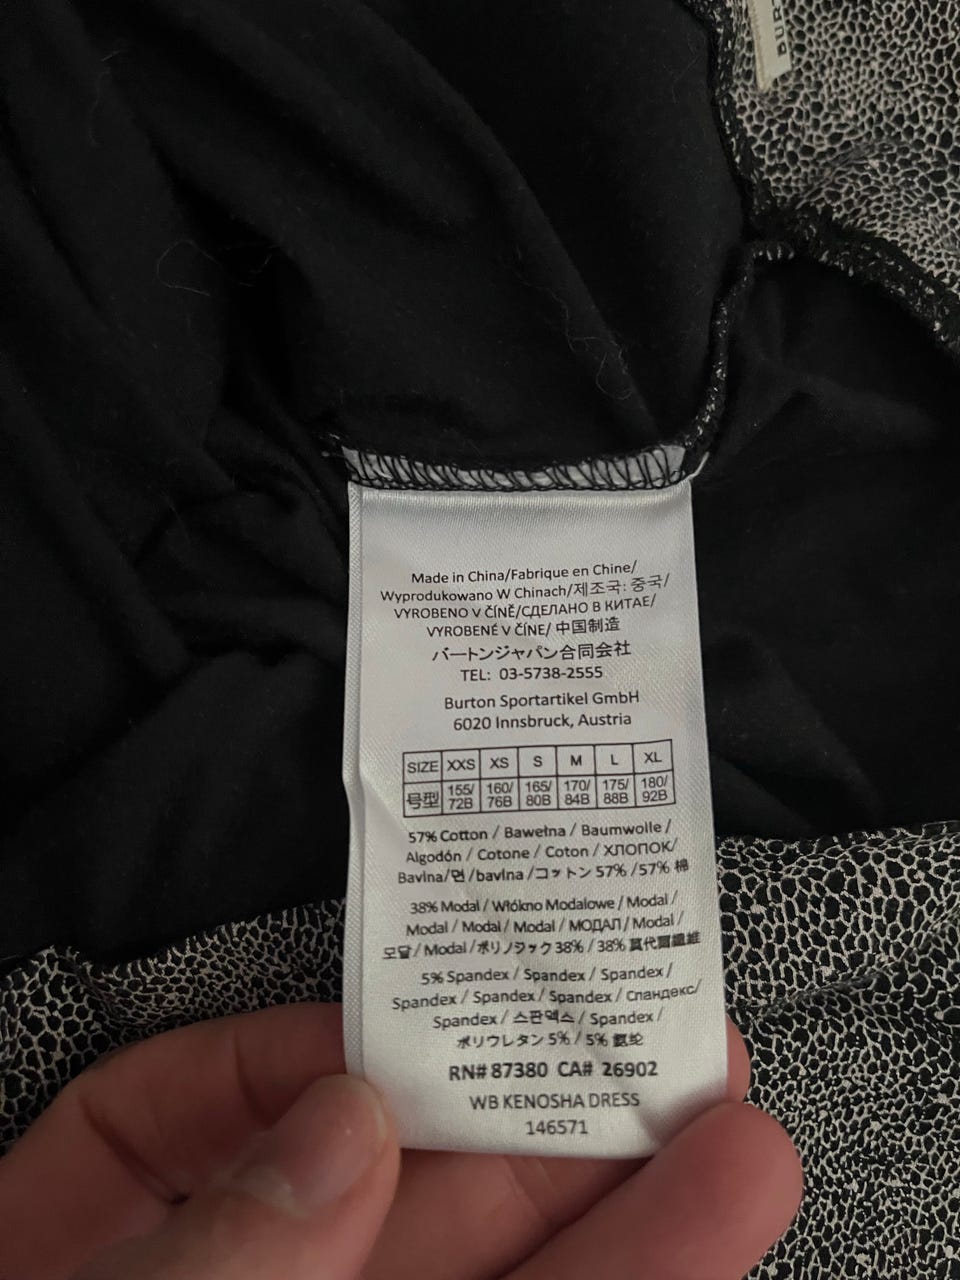 BUR
Made in China/Fabrique en Chine/
Wyprodukowano W Chinach/제조국: 중국/
VYROBENO V ČÍNĚ/СДЕЛАНО В КИТАЕ/
VYROBENÉ V ČÍNE/ 中国制造
バートンジャパン合同会社
TEL: 03-5738-2555
Burton Sportartikel GmbH
6020 Innsbruck, Austria
SIZE XXS XS S M L XL
号型 155/72B 160/76B 165/80B 170/84B 175/88B 180/92B
57% Cotton / Bawełna / Baumwolle /
Algodón / Cotone / Coton / ХЛОПОК/
Bavlna/면/bavlna/コットン 57% /57% 棉
38% Modal / Włókno Modalowe / Modal /
Modal / Modal / Modal / МОДАЛ / Modal /
모달 / Modal /ポリノジック 38% / 38% 莫代爾纖維
5% Spandex / Spandex / Spandex /
Spandex / Spandex / Spandex / спандекс/
Spandex / 스판덱스 / Spandex /
ポリウレタン 5% / 5% 氨纶
RN# 87380 CA# 26902
WB KENOSHA DRESS
146571